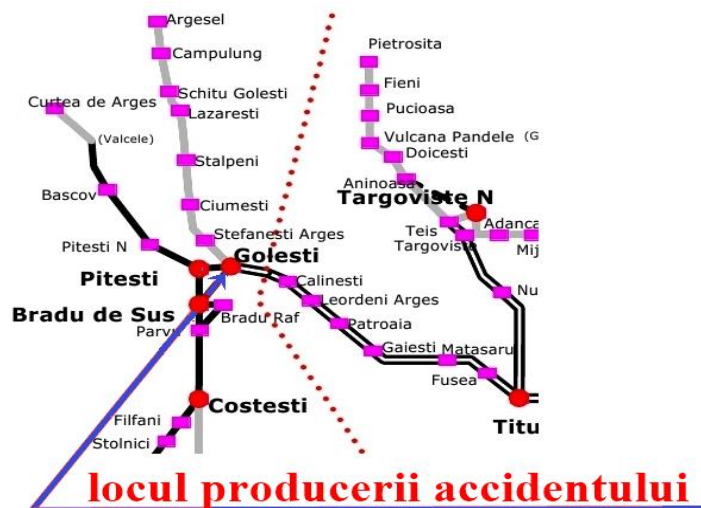 Argesel
Campulung
Schitu Golesti
Lazaresti
Curtea de Arges
(Valcele)
Stalpeni
Bascov
Ciumesti
Stefanesti Arges
Pitesti N
Golesti
Pitesti
Bradu de Sus
Bradu Raf
Parvu
Costesti
Filfani
Stolnici
Pietrosita
Fieni
Pucioasa
Vulcana Pandele (G
Doicesti
Aninoasa
Targoviste N
Teis
Targoviste
Adanca
Mij
Nu
Calinesti
Leordeni Arges
Patroaia
Gaiesti
Matasaru
Fusea
Titu
locul producerii accidentului